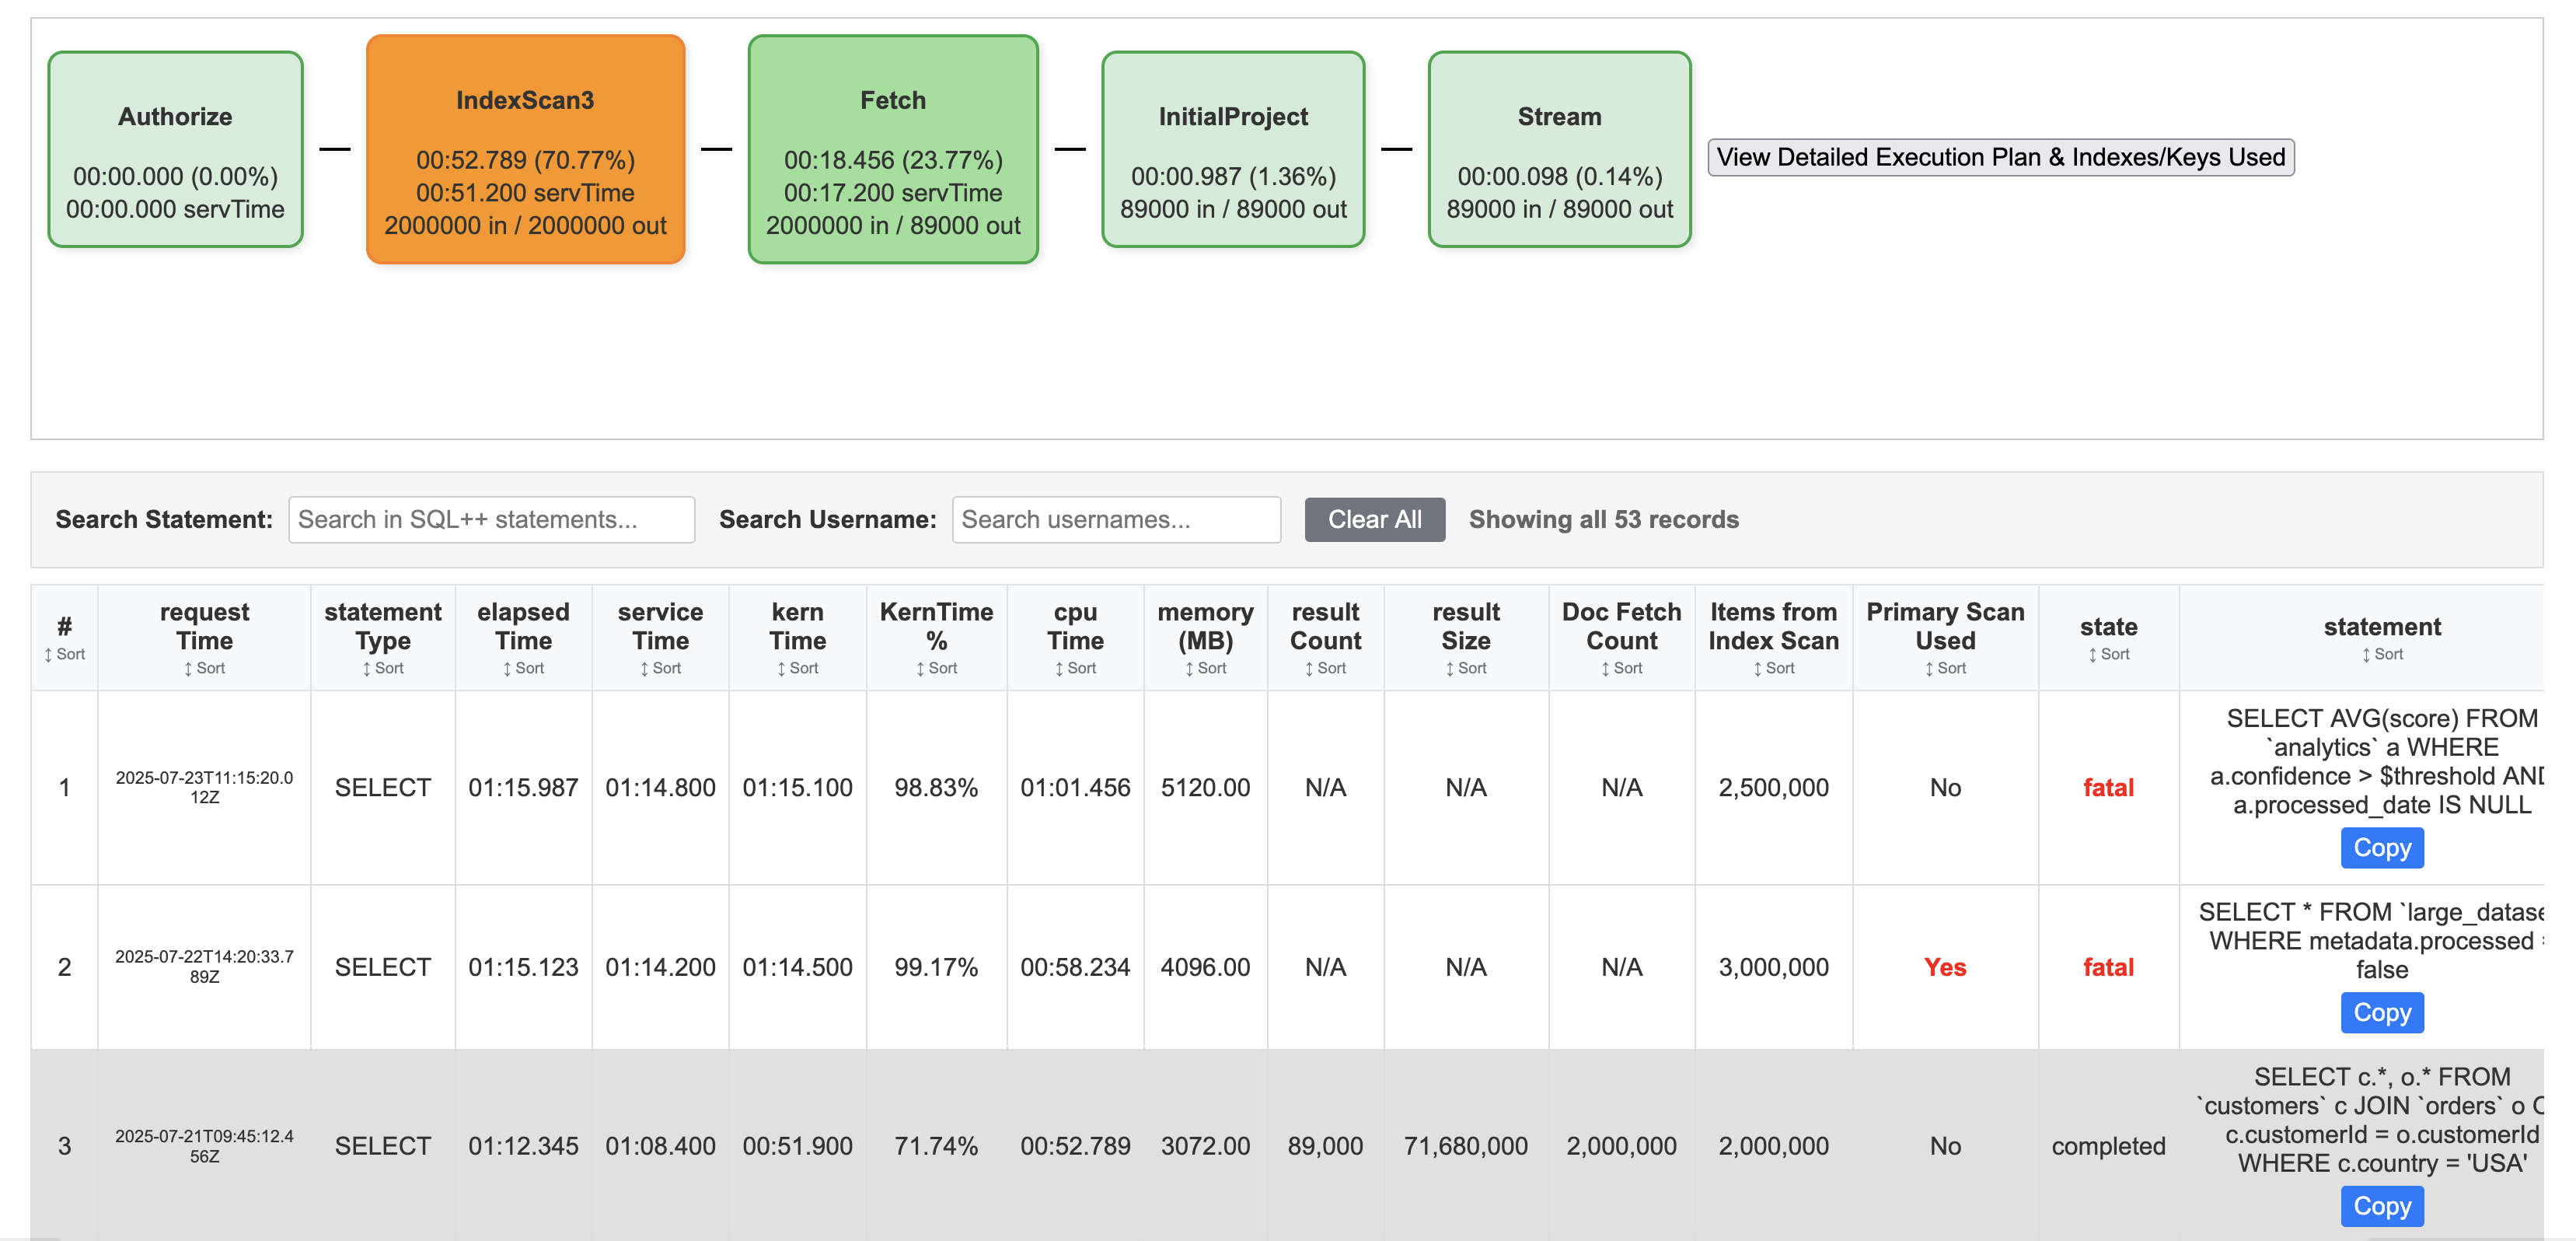 Authorize
00:00.000 (0.00%)
00:00.000 servTime
IndexScan3
00:52.789 (70.77%)
00:51.200 servTime
2000000 in / 2000000 out
Fetch
00:18.456 (23.77%)
00:17.200 servTime
2000000 in / 89000 out
InitialProject
00:00.987 (1.36%)
89000 in / 89000 out
Stream
00:00.098 (0.14%)
89000 in / 89000 out
View Detailed Execution Plan & Indexes/Keys Used
Search Statement: Search in SQL++ statements... Search Username: Search usernames... Clear All Showing all 53 records
#
↕ Sort
request
Time
↕ Sort
statement
Type
↕ Sort
elapsed
Time
↕ Sort
service
Time
↕ Sort
kern
Time
↕ Sort
KernTime
%
↕ Sort
cpu
Time
↕ Sort
memory
(MB)
↕ Sort
result
Count
↕ Sort
result
Size
↕ Sort
Doc Fetch
Count
↕ Sort
Items from
Index Scan
↕ Sort
Primary Scan
Used
↕ Sort
state
↕ Sort
statement
↕ Sort
1
2025-07-23T11:15:20.0
12Z
SELECT
01:15.987
01:14.800
01:15.100
98.83%
01:01.456
5120.00
N/A
N/A
N/A
2,500,000
No
fatal
SELECT AVG(score) FROM
`analytics` a WHERE
a.confidence > $threshold AND
a.processed_date IS NULL
Copy
2
2025-07-22T14:20:33.7
89Z
SELECT
01:15.123
01:14.200
01:14.500
99.17%
00:58.234
4096.00
N/A
N/A
N/A
3,000,000
Yes
fatal
SELECT * FROM `large_datase
WHERE metadata.processed =
false
Copy
3
2025-07-21T09:45:12.4
56Z
SELECT
01:12.345
01:08.400
00:51.900
71.74%
00:52.789
3072.00
89,000
71,680,000
2,000,000
2,000,000
No
completed
SELECT c.*, o.* FROM
`customers` c JOIN `orders` o
c.customerId = o.customerId
WHERE c.country = 'USA'
Copy